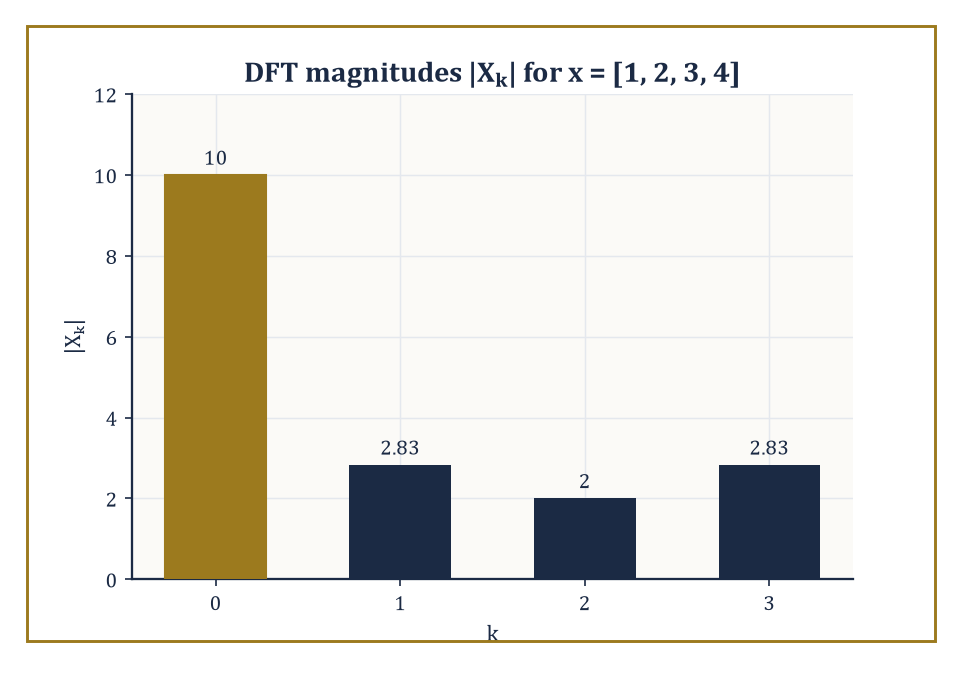 DFT magnitudes |Xₖ| for x = [1, 2, 3, 4]
12
10
8
6
4
2
0
|Xₖ|
10
2.83
2
2.83
0 1 2 3
k